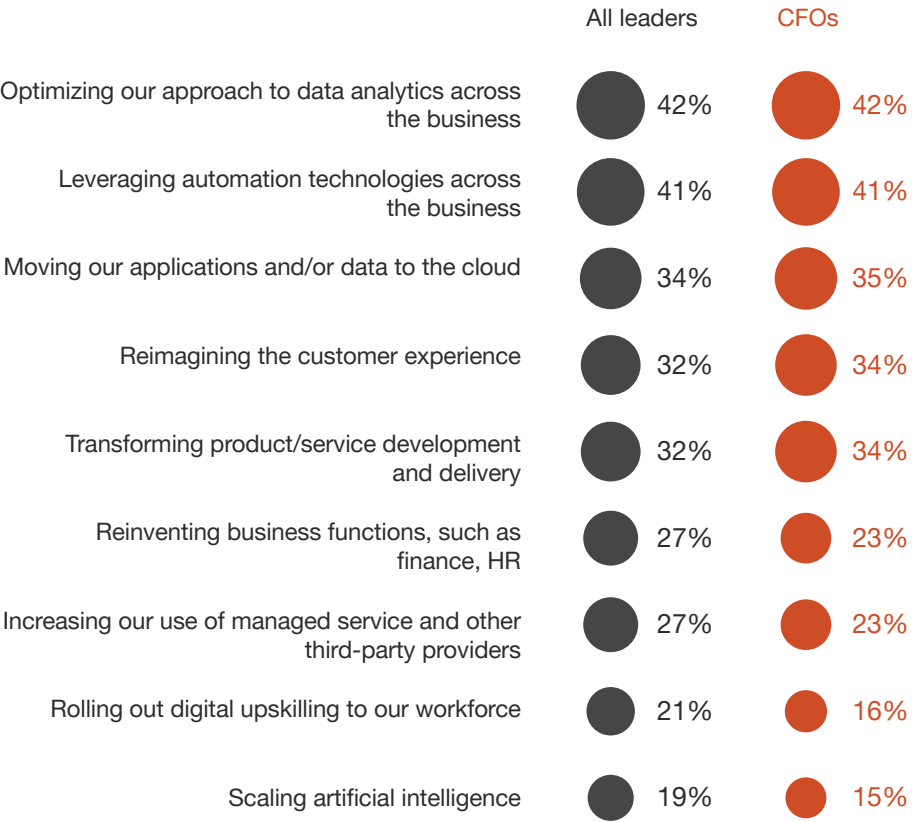 All leaders CFOs
Optimizing our approach to data analytics across
the business
42% 42%
Leveraging automation technologies across
the business
41% 41%
Moving our applications and/or data to the cloud
34% 35%
Reimagining the customer experience
32% 34%
Transforming product/service development
and delivery
32% 34%
Reinventing business functions, such as
finance, HR
27% 23%
Increasing our use of managed service and other
third-party providers
27% 23%
Rolling out digital upskilling to our workforce
21% 16%
Scaling artificial intelligence
19% 15%